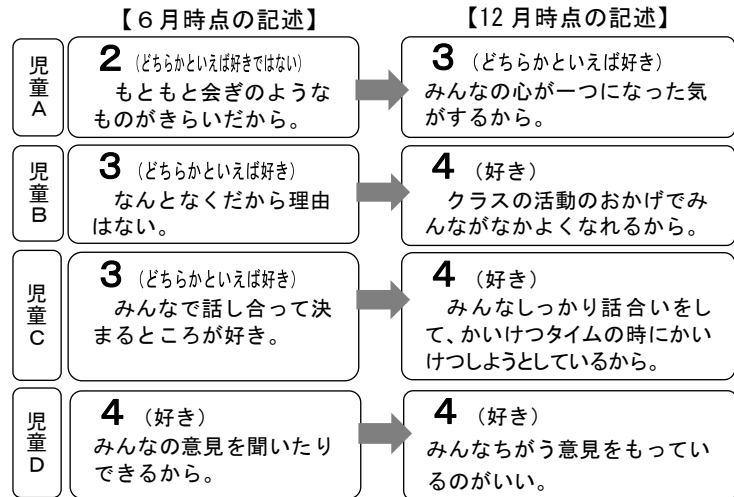 【６月時点の記述】
【12 月時点の記述】
児童A
2 (どちらかといえば好きではない)
もともと会ぎのような
ものがきらいだから。
3 (どちらかといえば好き)
みんなの心が一つになった気
がするから。
児童B
3 (どちらかといえば好き)
なんとなくだから理由
はない。
4 (好き)
クラスの活動のおかげでみ
んながなかよくなれるから。
児童C
3 (どちらかといえば好き)
みんなで話し合って決
まるところが好き。
4 (好き)
みんなしっかり話合いをし
て、かいけつタイムの時にかい
けつしようとしているから。
児童D
4 (好き)
みんなの意見を聞いたり
できるから。
4 (好き)
みんなちがう意見をもってい
るのがいい。